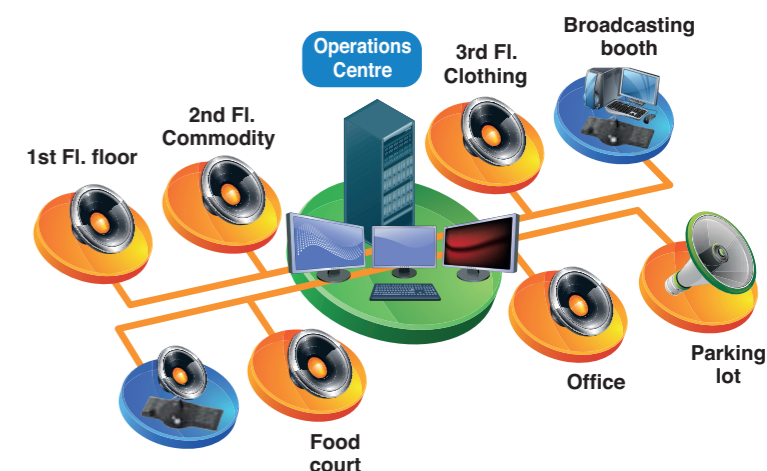 Operations
Centre
3rd Fl.
Clothing
Broadcasting
booth
2nd Fl.
Commodity
1st Fl. floor
Office
Parking
lot
Food
court